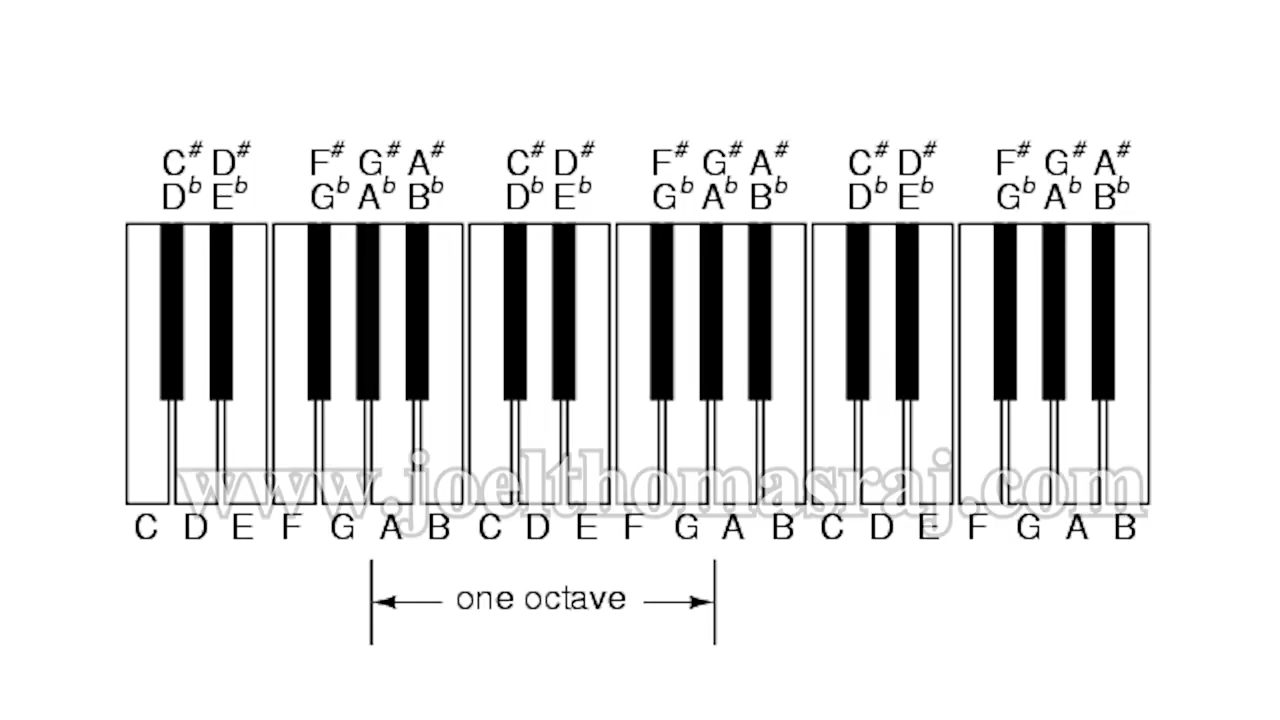 C# D# F# G# A# C# D# F# G# A# C# D# F# G# A#
Db Eb Gb Ab Bb Db Eb Gb Ab Bb Db Eb Gb Ab Bb
www.joelthomasraj.com
C D E F G A B C D E F G A B C D E F G A B
one octave